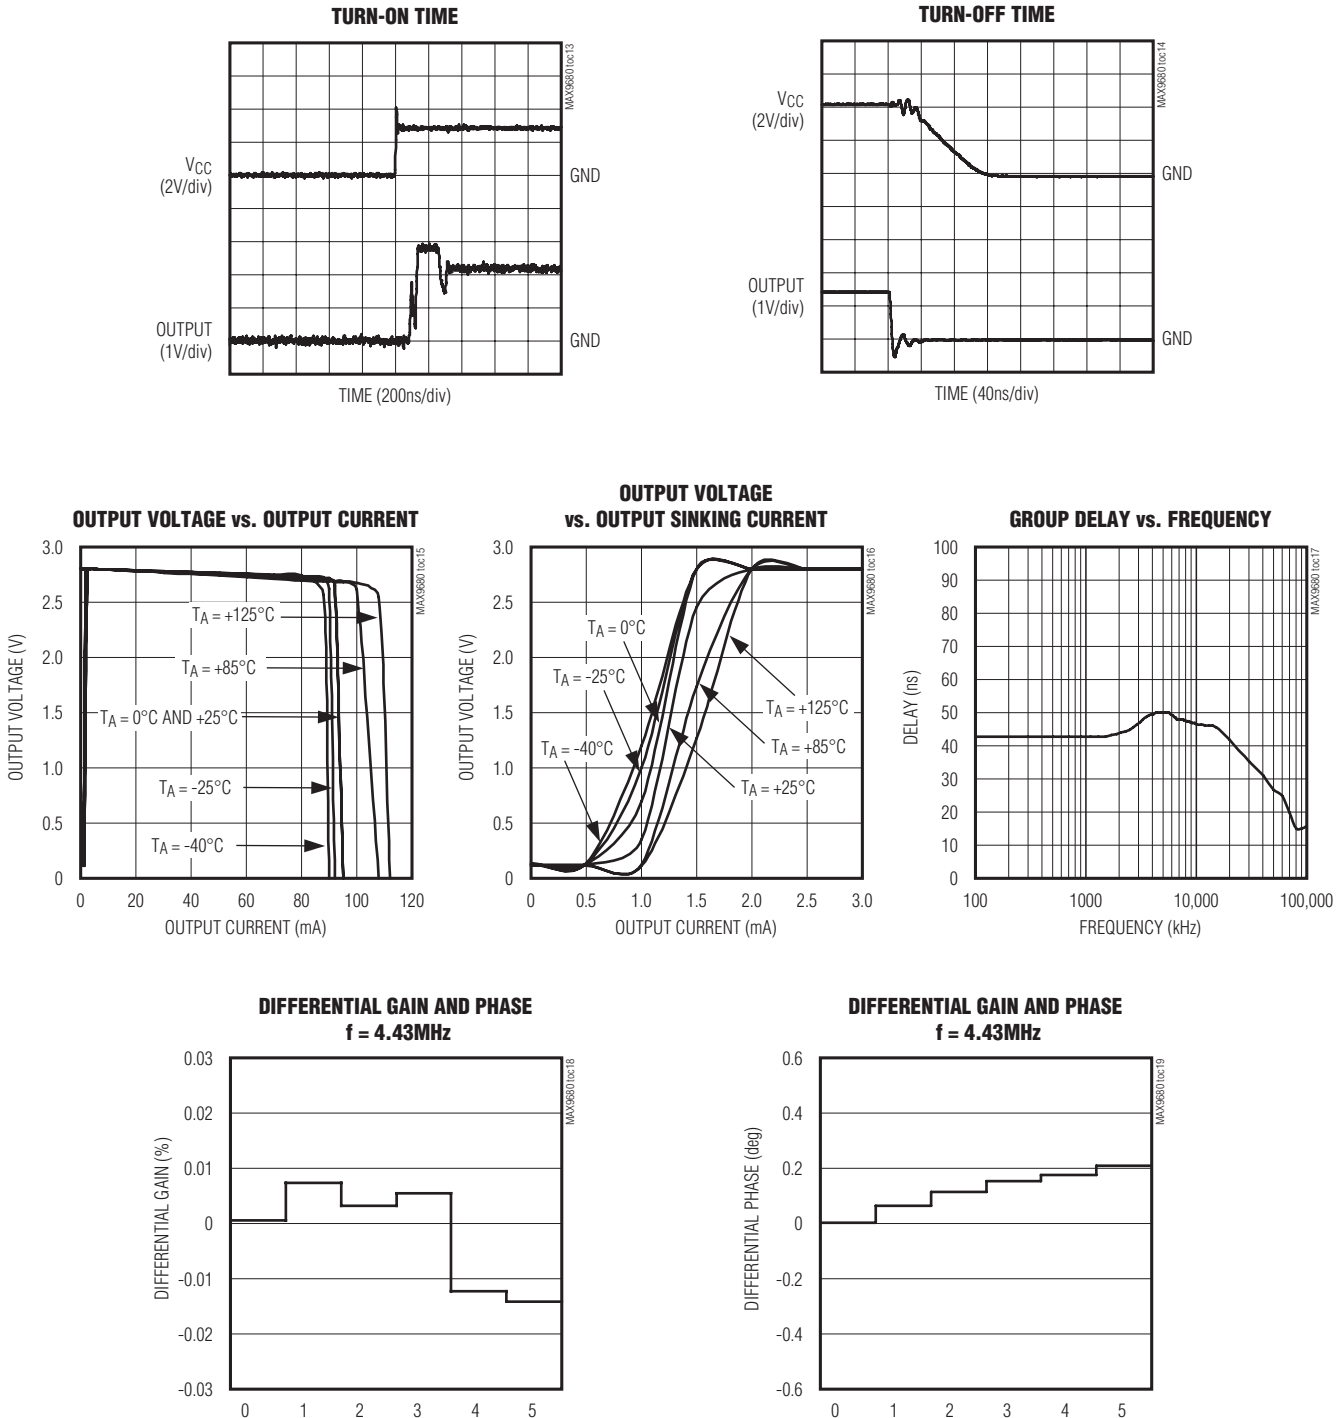 TURN-ON TIME
MAX9680 toc13
VCC
(2V/div)
GND
OUTPUT
(1V/div)
GND
TIME (200ns/div)
TURN-OFF TIME
MAX9680 toc14
VCC
(2V/div)
GND
OUTPUT
(1V/div)
GND
TIME (40ns/div)
OUTPUT VOLTAGE vs. OUTPUT CURRENT
MAX9680 toc15
OUTPUT VOLTAGE (V)
3.0
2.5
2.0
1.5
1.0
0.5
0
TA = +125°C
TA = +85°C
TA = 0°C AND +25°C
TA = -25°C
TA = -40°C
0 20 40 60 80 100 120
OUTPUT CURRENT (mA)
OUTPUT VOLTAGE
vs. OUTPUT SINKING CURRENT
MAX9680 toc16
OUTPUT VOLTAGE (V)
3.0
2.5
2.0
1.5
1.0
0.5
0
TA = 0°C
TA = -25°C
TA = -40°C
TA = +125°C
TA = +85°C
TA = +25°C
0 0.5 1.0 1.5 2.0 2.5 3.0
OUTPUT CURRENT (mA)
GROUP DELAY vs. FREQUENCY
MAX9680 toc17
DELAY (ns)
100
90
80
70
60
50
40
30
20
10
0
100 1000 10,000 100,000
FREQUENCY (kHz)
DIFFERENTIAL GAIN AND PHASE
f = 4.43MHz
MAX9680 toc18
DIFFERENTIAL GAIN (%)
0.03
0.02
0.01
0
-0.01
-0.02
-0.03
0 1 2 3 4 5
DIFFERENTIAL GAIN AND PHASE
f = 4.43MHz
MAX9680 toc19
DIFFERENTIAL PHASE (deg)
0.6
0.4
0.2
0
-0.2
-0.4
-0.6
0 1 2 3 4 5